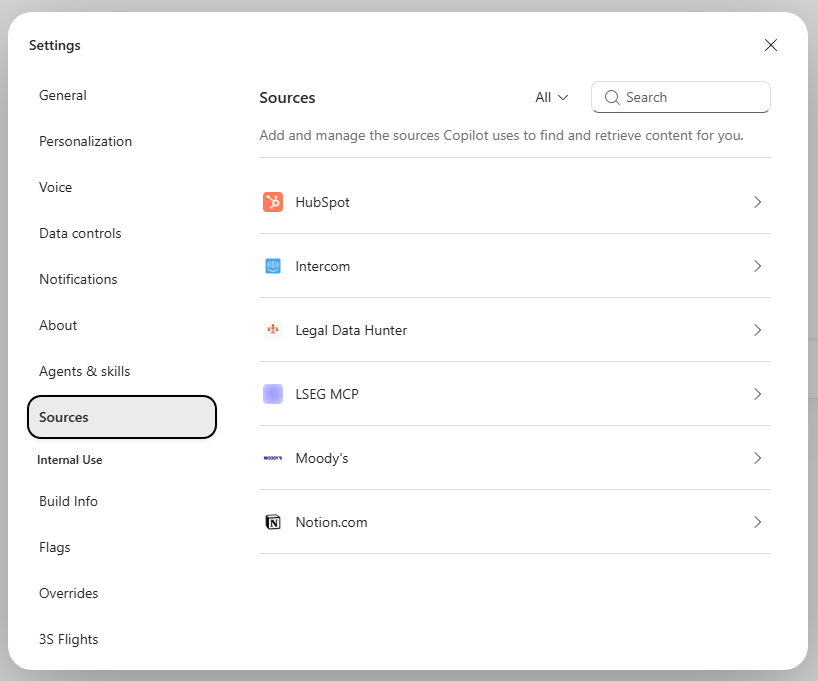 Settings
General
Personalization
Voice
Data controls
Notifications
About
Agents & skills
Sources
Internal Use
Build Info
Flags
Overrides
3S Flights
Sources
All
Search
Add and manage the sources Copilot uses to find and retrieve content for you.
HubSpot
Intercom
Legal Data Hunter
LSEG MCP
MOODY'S
Moody's
N
Notion.com